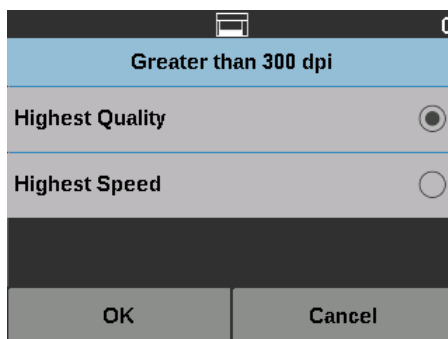 Greater than 300 dpi
Highest Quality
Highest Speed
OK
Cancel